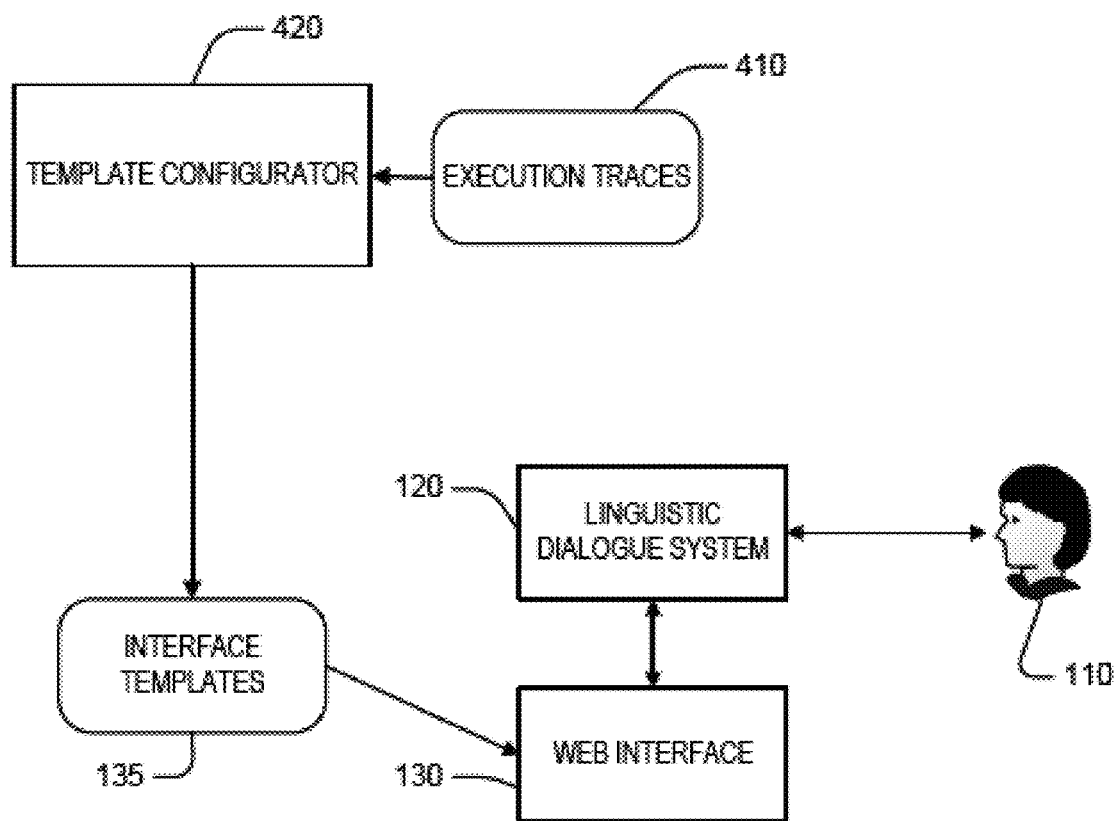 420
410
TEMPLATE CONFIGURATOR
EXECUTION TRACES
120
LINGUISTIC
DIALOGUE SYSTEM
110
INTERFACE
TEMPLATES
135
130
WEB INTERFACE